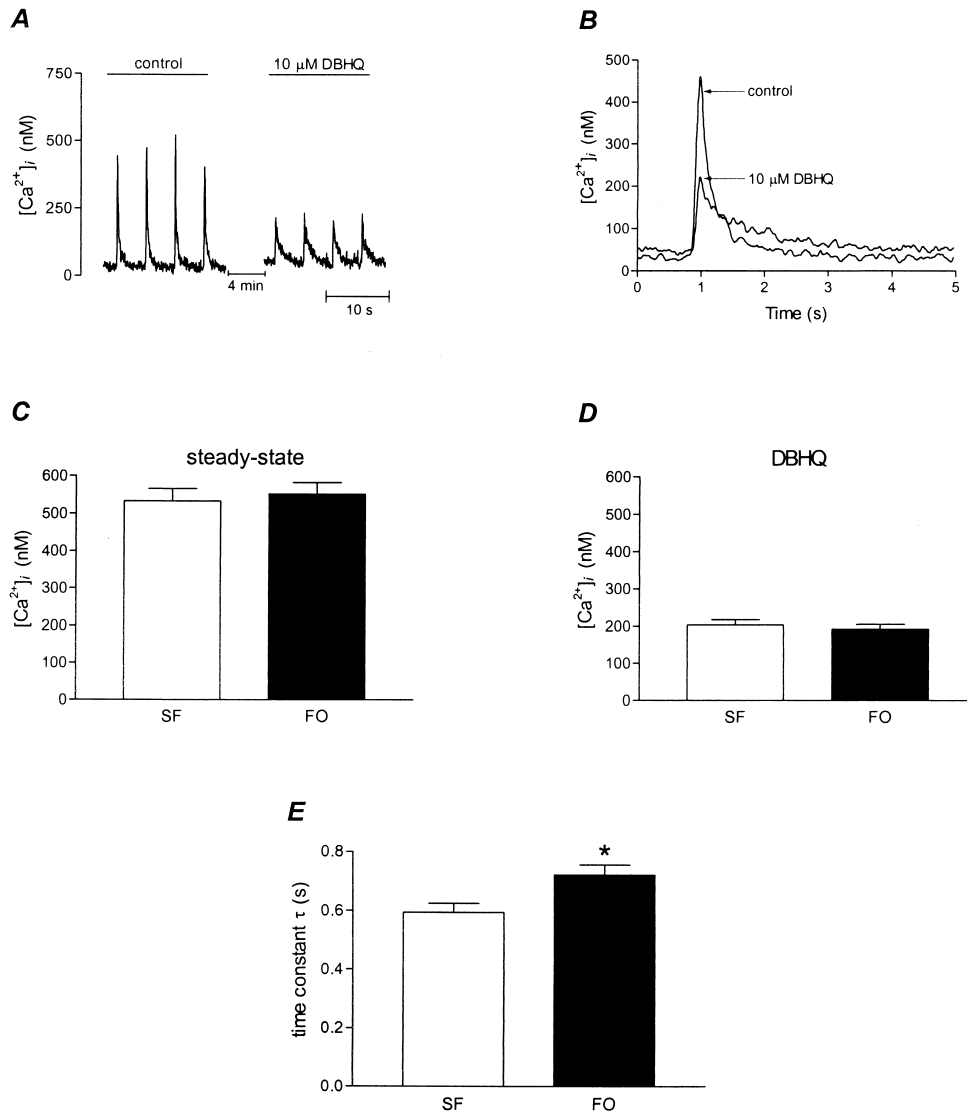 A
control
10 µM DBHQ
750
500
250
0
[Ca2+]i (nM)
4 min
10 s
B
500
400
300
200
100
0
[Ca2+]i (nM)
control
10 µM DBHQ
0 1 2 3 4 5
Time (s)
C
steady-state
600
500
400
300
200
100
0
[Ca2+]i (nM)
SF FO
D
DBHQ
600
500
400
300
200
100
0
[Ca2+]i (nM)
SF FO
E
0.8
0.6
0.4
0.2
0.0
time constant τ (s)
*
SF FO